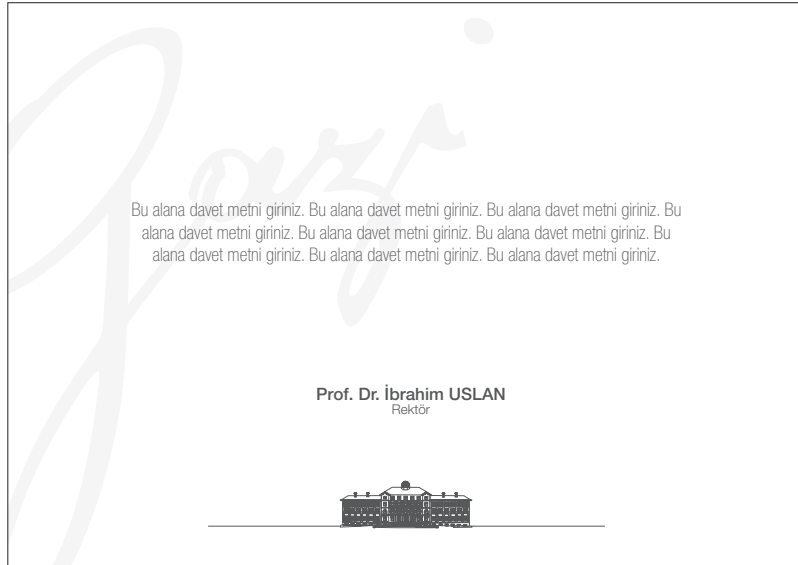 Gazi
Bu alana davet metni giriniz. Bu alana davet metni giriniz. Bu alana davet metni giriniz. Bu
alana davet metni giriniz. Bu alana davet metni giriniz. Bu alana davet metni giriniz. Bu
alana davet metni giriniz. Bu alana davet metni giriniz. Bu alana davet metni giriniz.
Prof. Dr. İbrahim USLAN
Rektör